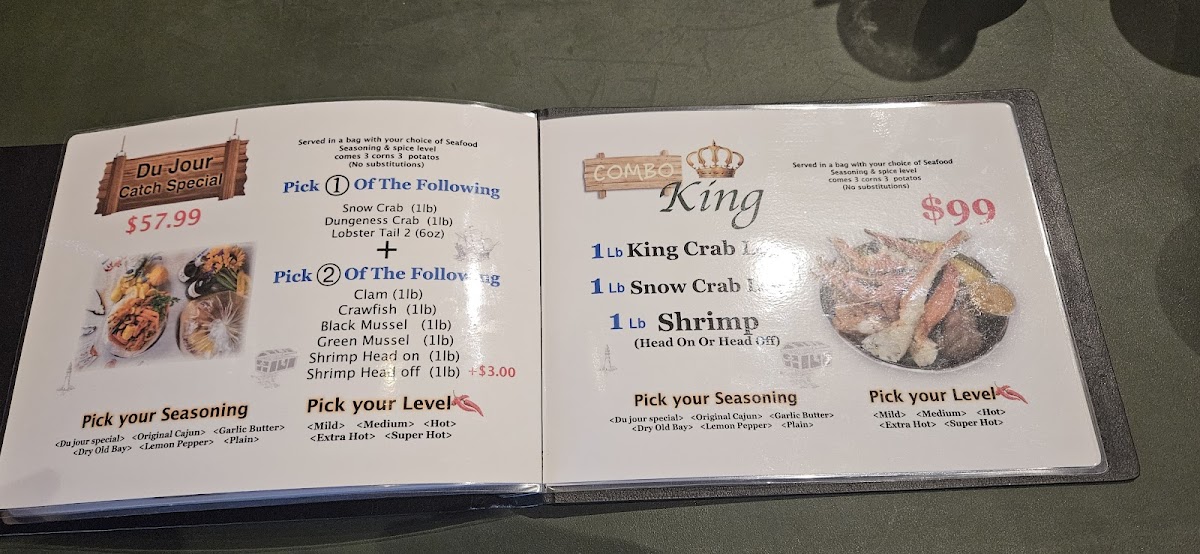 Du Jour
Catch Special
$57.99
Served in a bag with your choice of Seafood
Seasoning & spice level
comes 3 corns 3 potatos
(No substitutions)
Pick 1 Of The Following
Snow Crab (1lb)
Dungeness Crab (1lb)
Lobster Tail 2 (6oz)
+
Pick 2 Of The Following
Clam (1lb)
Crawfish (1lb)
Black Mussel (1lb)
Green Mussel (1lb)
Shrimp Head on (1lb)
Shrimp Head off (1lb) +$3.00
Pick your Seasoning
<Du jour special> <Original Cajun> <Garlic Butter>
<Dry Old Bay> <Lemon Pepper> <Plain>
Pick your Level
<Mild> <Medium> <Hot>
<Extra Hot> <Super Hot>
COMBO
King
Served in a bag with your choice of Seafood
Seasoning & spice level
comes 3 corns 3 potatos
(No substitutions)
$99
1 Lb King Crab
1 Lb Snow Crab
1 Lb Shrimp
(Head On Or Head Off)
Pick your Seasoning
<Du jour special> <Original Cajun> <Garlic Butter>
<Dry Old Bay> <Lemon Pepper> <Plain>
Pick your Level
<Mild> <Medium> <Hot>
<Extra Hot> <Super Hot>